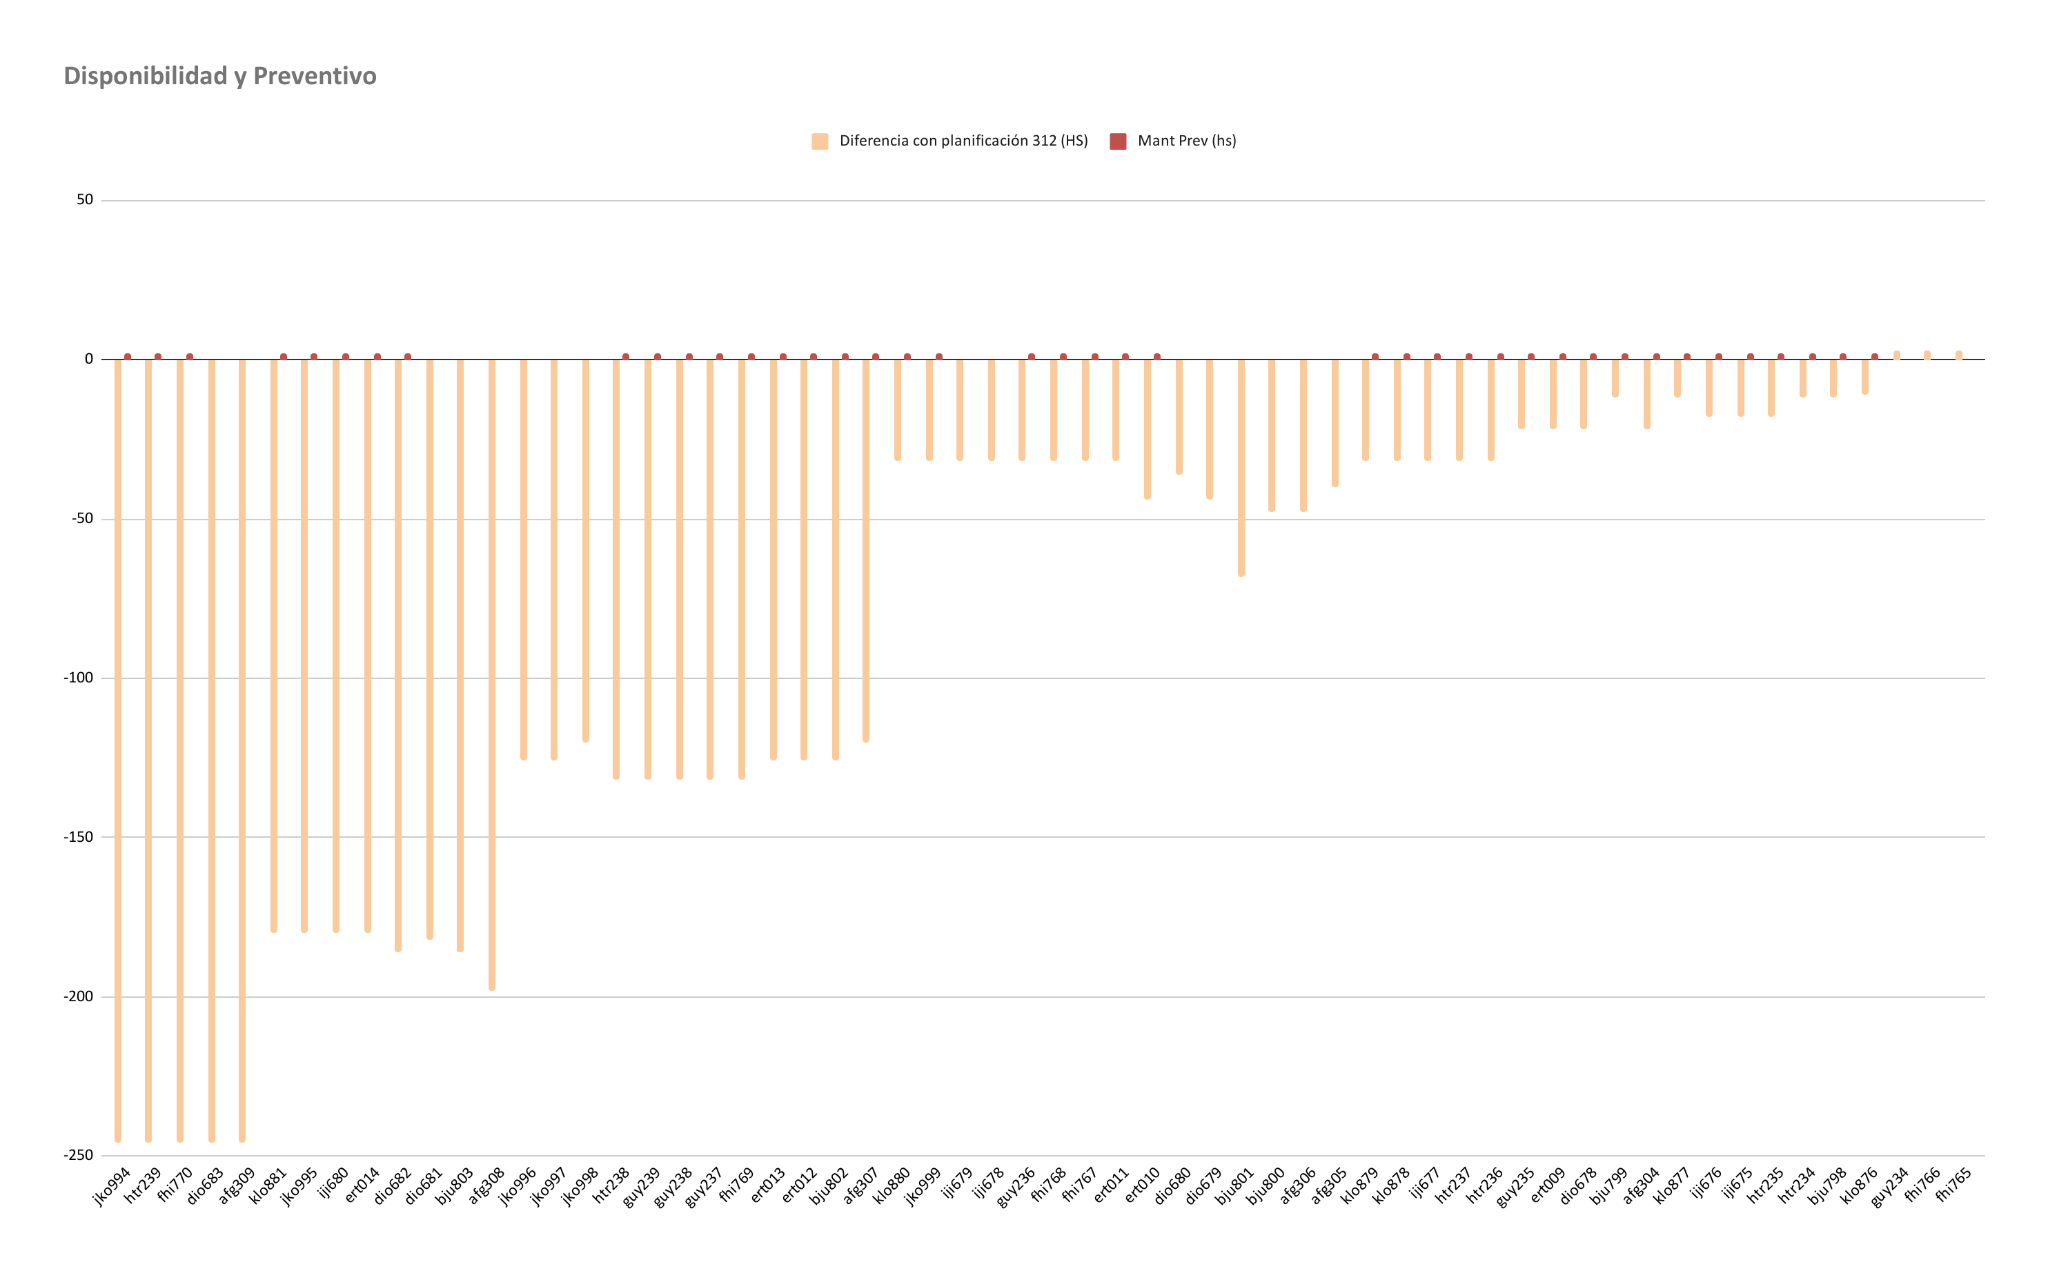 Disponibilidad y Preventivo
Diferencia con planificación 312 (HS) Mant Prev (hs)
50
0
-50
-100
-150
-200
-250
jko994 htr239 fhi770 dio683 afg309 klo881 jko995 iji680 ert014 dio682 dio681 bju803 afg308 jko996 jko997 jko998 htr238 guy239 guy238 guy237 fhi769 ert013 ert012 bju802 afg307 klo880 jko999 iji679 iji678 guy236 fhi768 fhi767 ert011 ert010 dio680 dio679 bju801 bju800 afg306 afg305 klo879 klo878 iji677 htr237 htr236 guy235 ert009 dio678 bju799 afg304 klo877 iji676 iji675 htr235 htr234 bju798 klo876 guy234 fhi766 fhi765